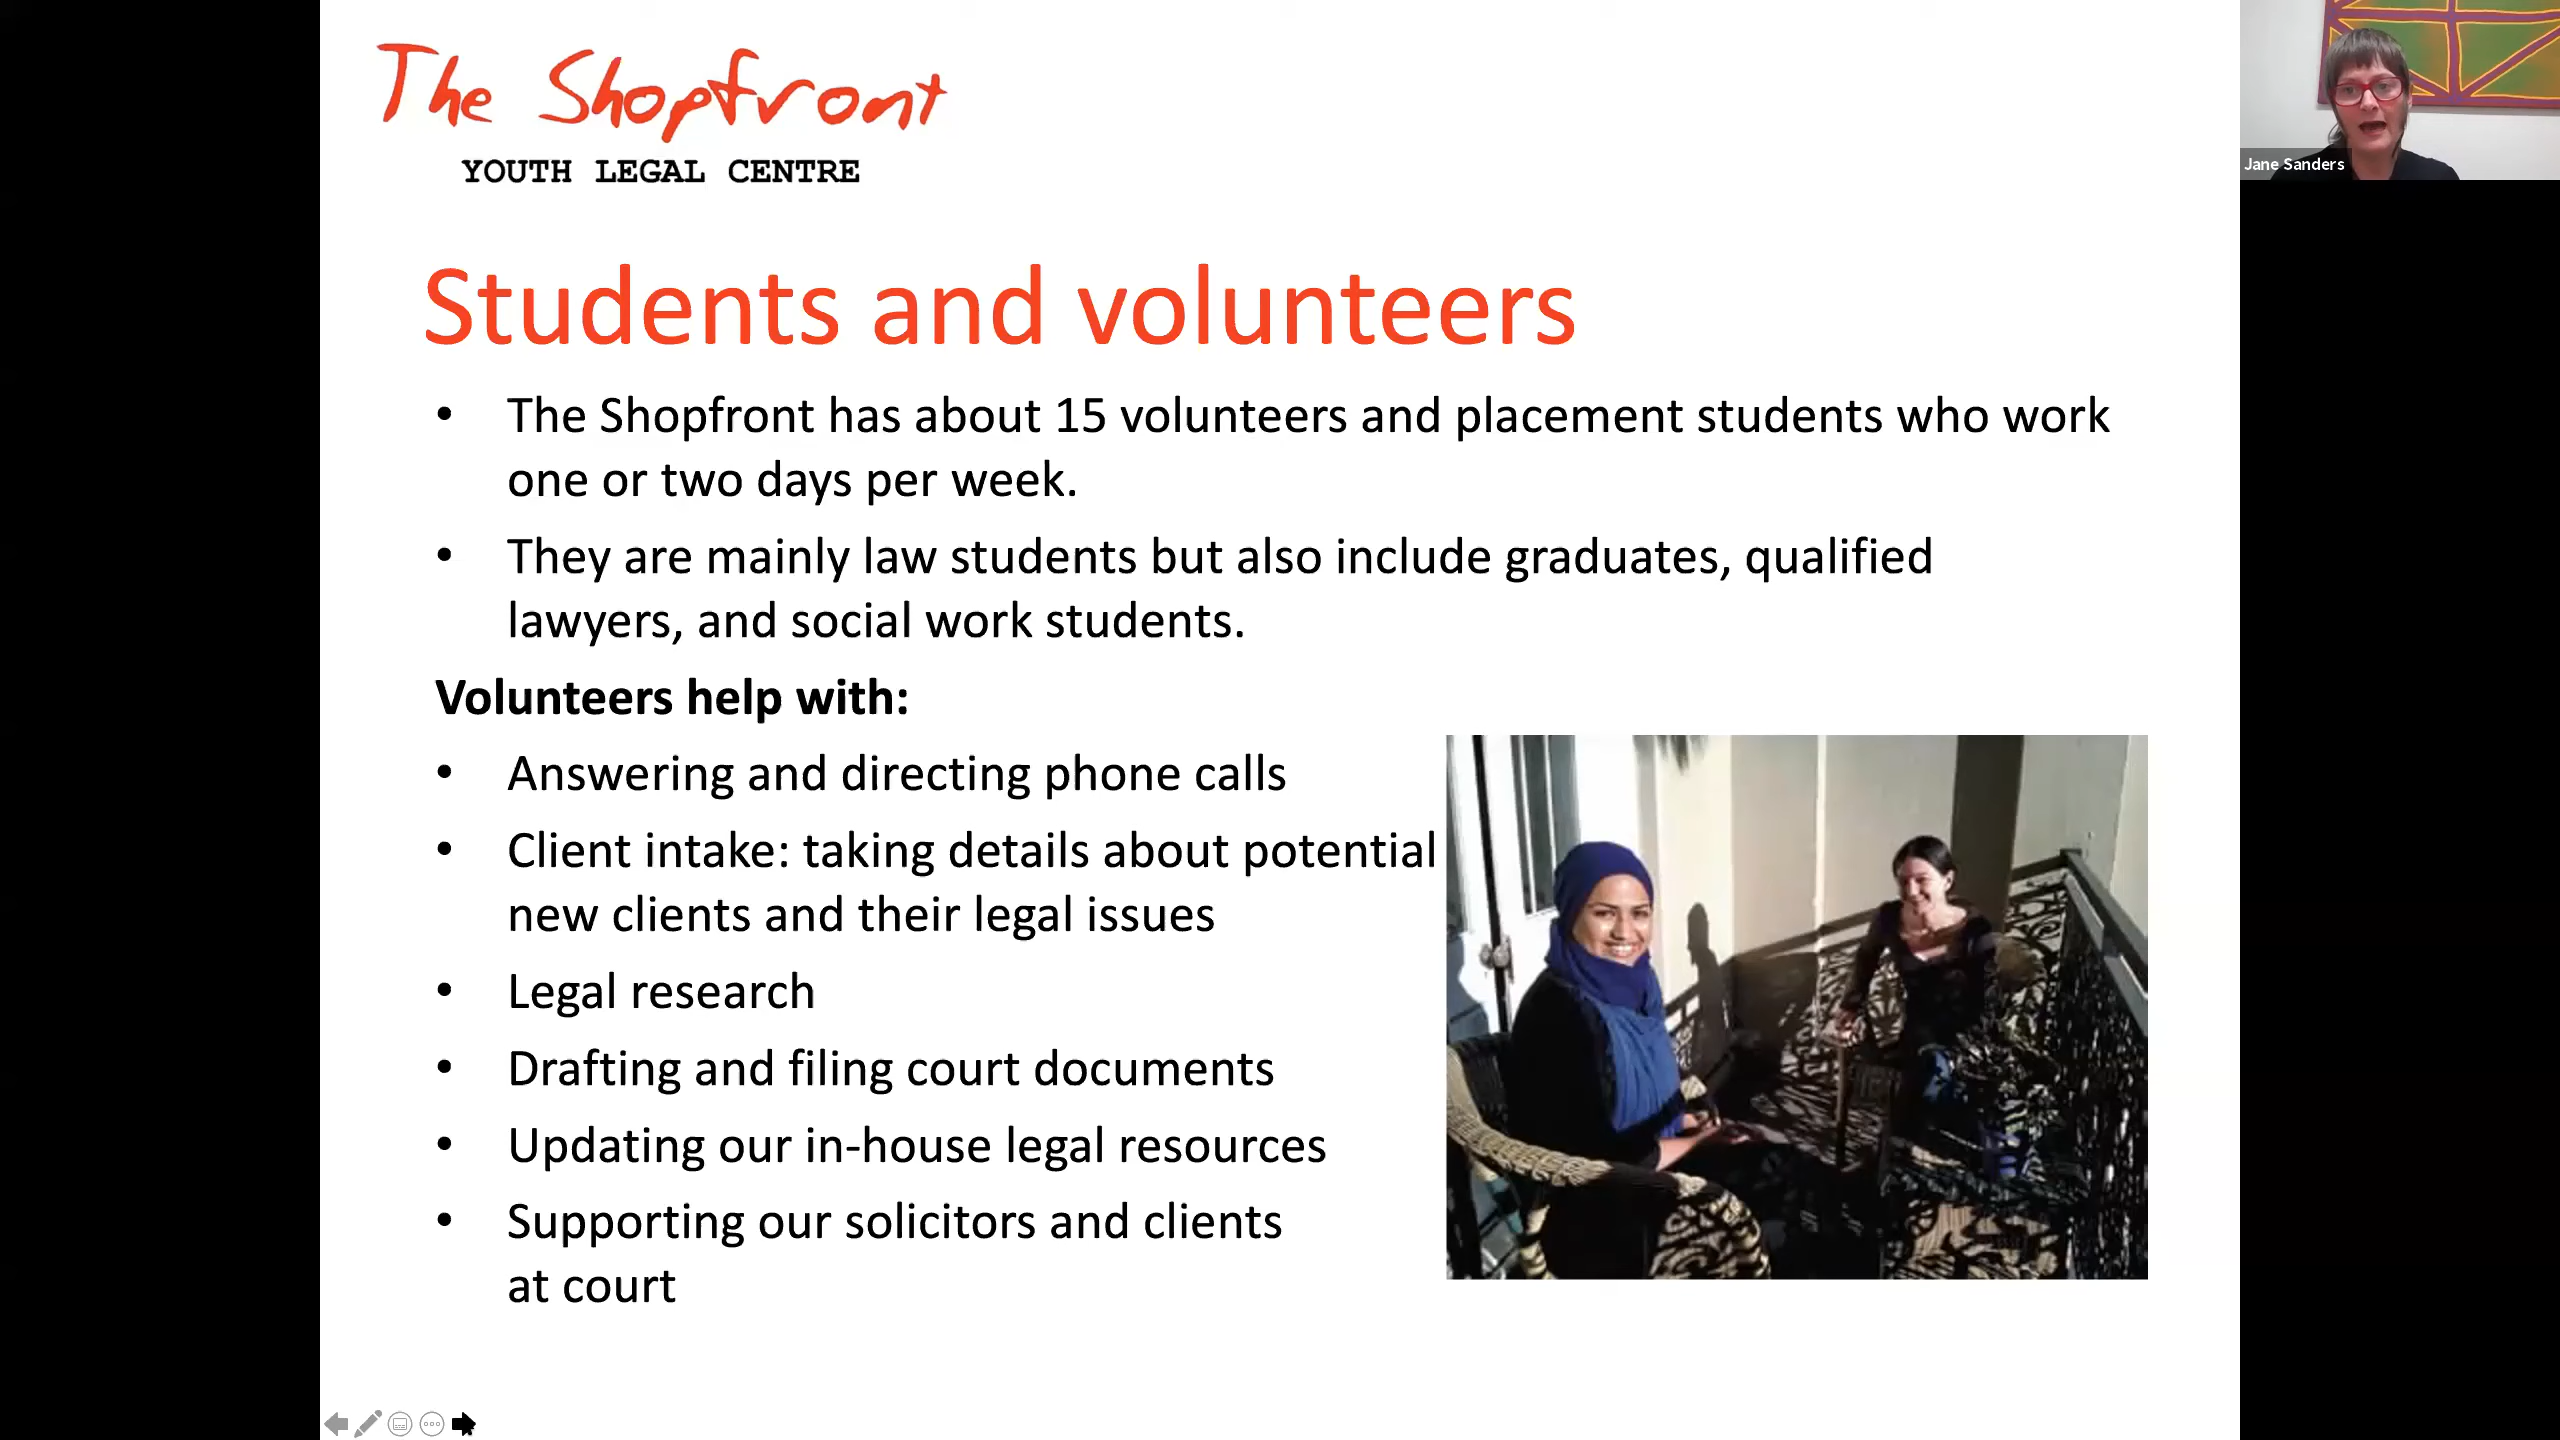 The Shopfront
YOUTH LEGAL CENTRE
Jane Sanders
Students and volunteers
• The Shopfront has about 15 volunteers and placement students who work
one or two days per week.
• They are mainly law students but also include graduates, qualified
lawyers, and social work students.
Volunteers help with:
• Answering and directing phone calls
• Client intake: taking details about potential
new clients and their legal issues
• Legal research
• Drafting and filing court documents
• Updating our in-house legal resources
• Supporting our solicitors and clients
at court